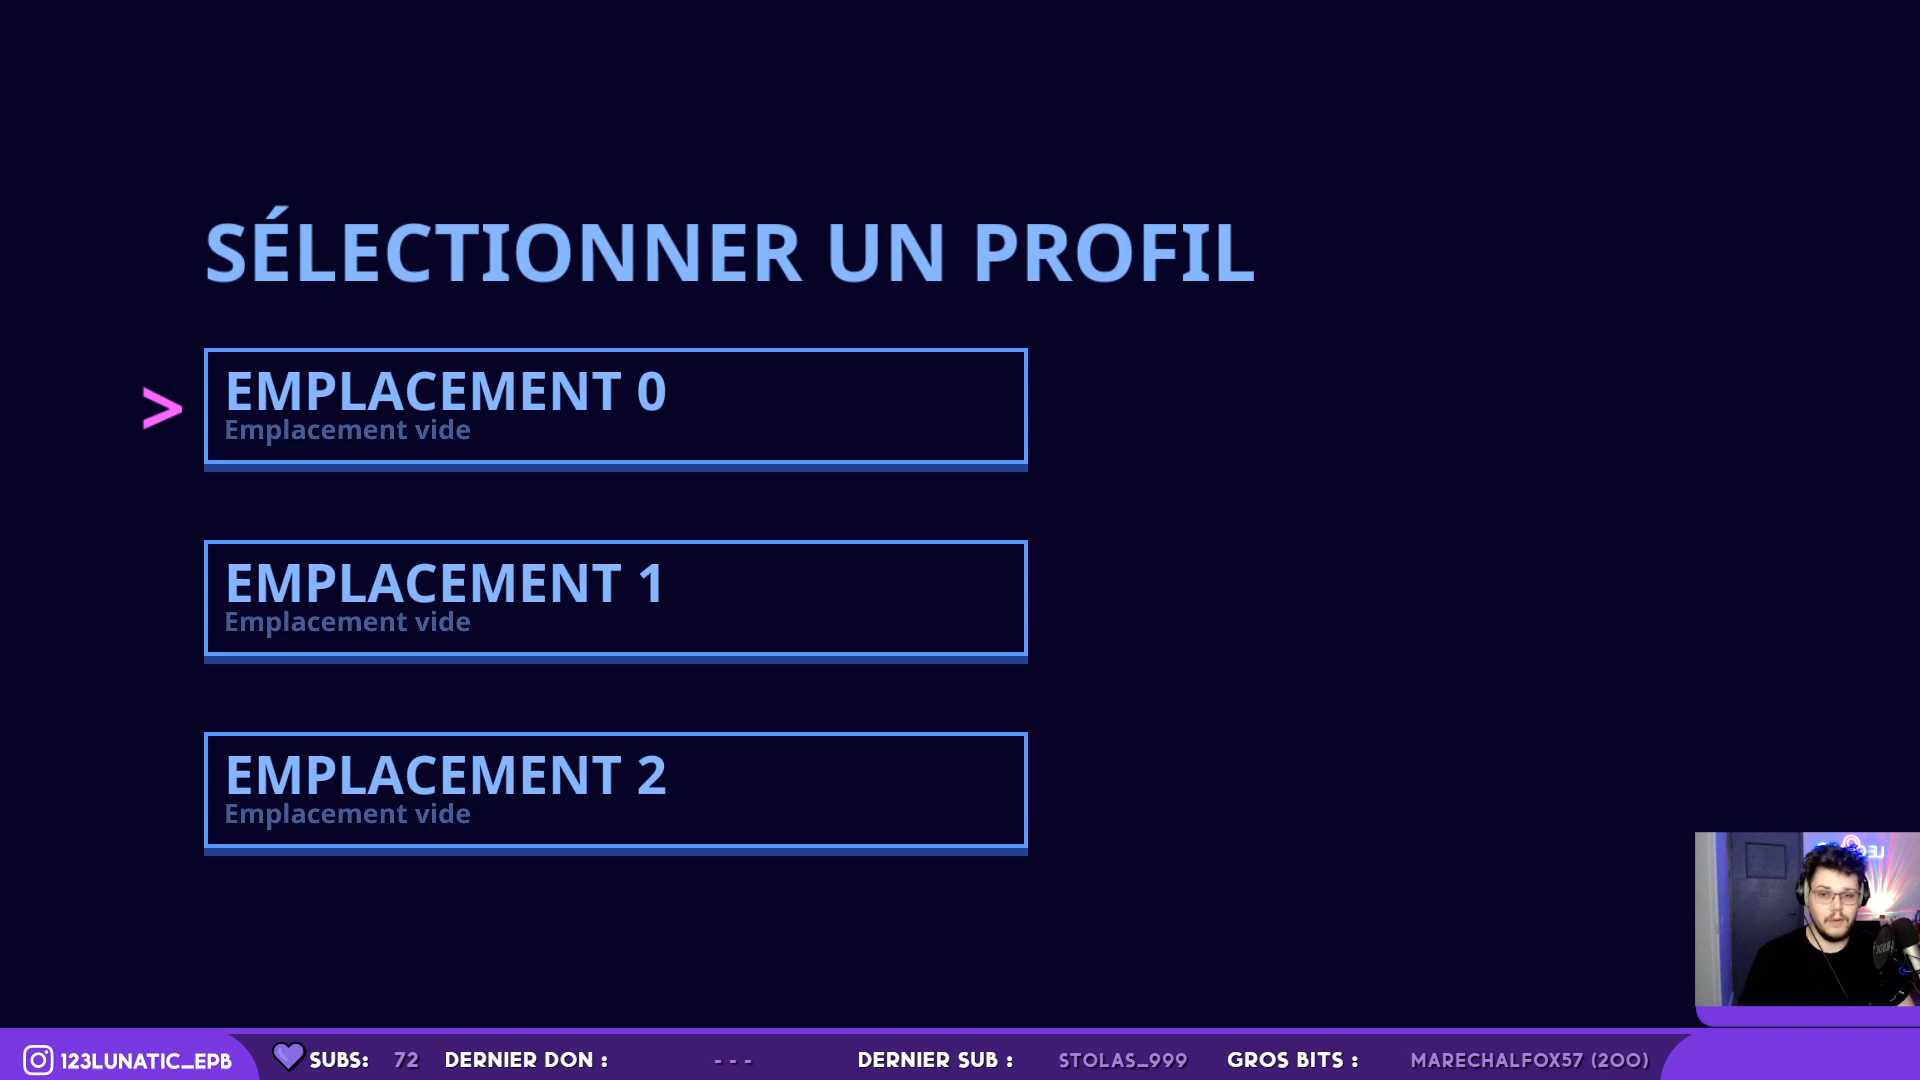 SÉLECTIONNER UN PROFIL
>
EMPLACEMENT 0
Emplacement vide
EMPLACEMENT 1
Emplacement vide
EMPLACEMENT 2
Emplacement vide
123LUNATIC_EPB SUBS: 72 DERNIER DON : --- DERNIER SUB : STOLAS_999 GROS BITS : MARECHALFOX57 (200)